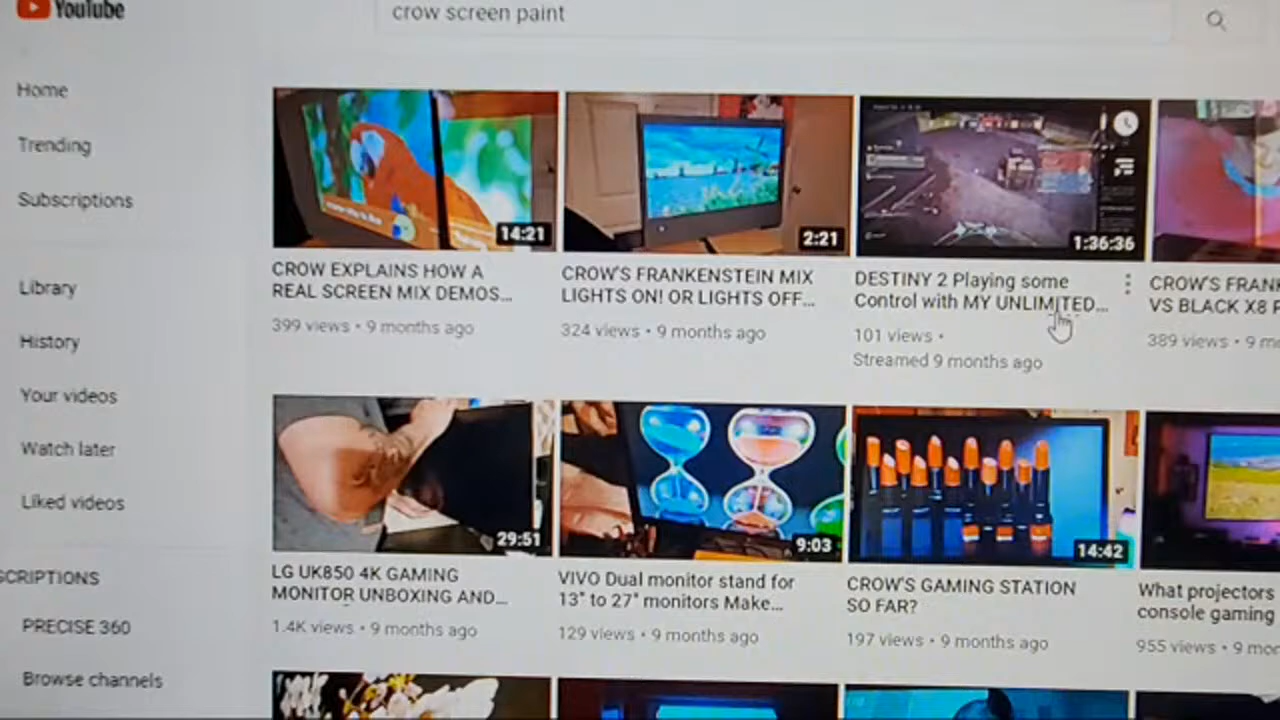 YouTube
crow screen paint
Home
Trending
Subscriptions
Library
History
Your videos
Watch later
Liked videos
SCRIPTIONS
PRECISE 360
Browse channels
14:21
CROW EXPLAINS HOW A
REAL SCREEN MIX DEMOS...
399 views • 9 months ago
2:21
CROW'S FRANKENSTEIN MIX
LIGHTS ON! OR LIGHTS OFF...
324 views • 9 months ago
1:36:36
DESTINY 2 Playing some
Control with MY UNLIMITED...
101 views •
Streamed 9 months ago
CROW'S FRANK
VS BLACK X8
389 views • 9 mo
29:51
LG UK850 4K GAMING
MONITOR UNBOXING AND...
1.4K views • 9 months ago
9:03
VIVO Dual monitor stand for
13" to 27" monitors Make...
129 views • 9 months ago
14:42
CROW'S GAMING STATION
SO FAR?
197 views • 9 months ago
What projectors
console gaming
955 views • 9 mo